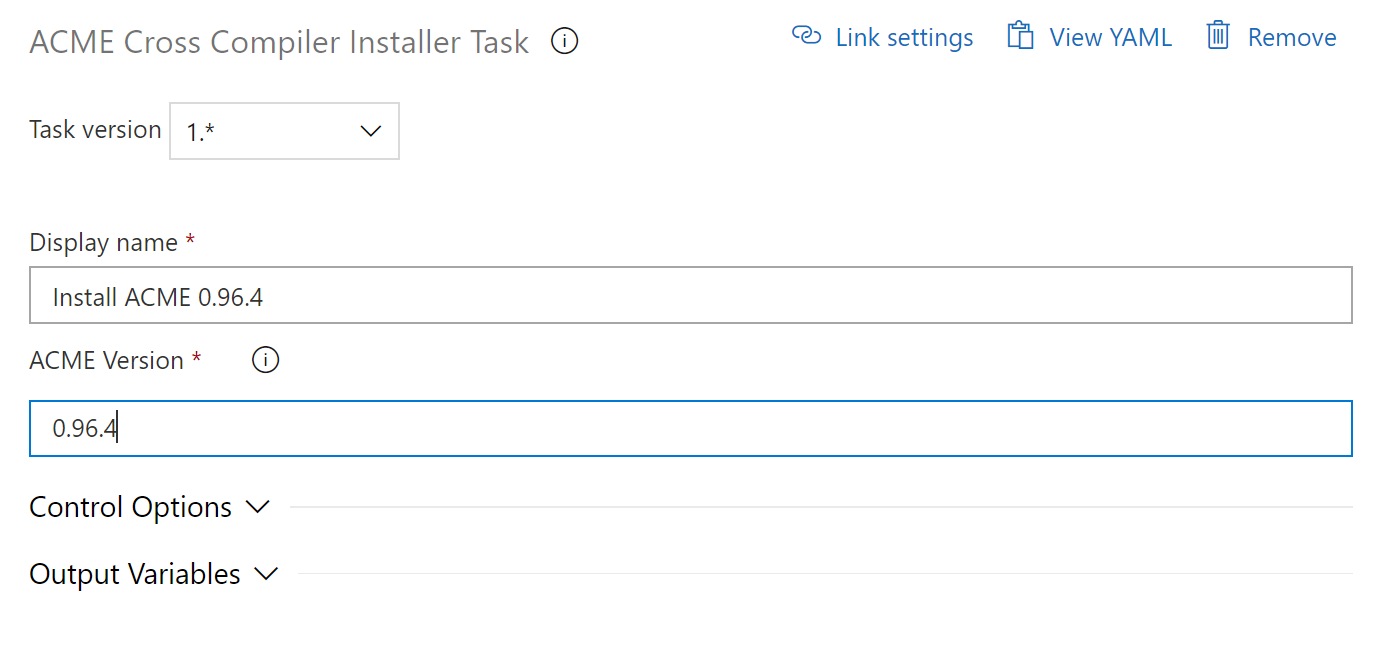 ACME Cross Compiler Installer Task
Link settings View YAML Remove
Task version 1.*
Display name *
Install ACME 0.96.4
ACME Version *
0.96.4
Control Options
Output Variables